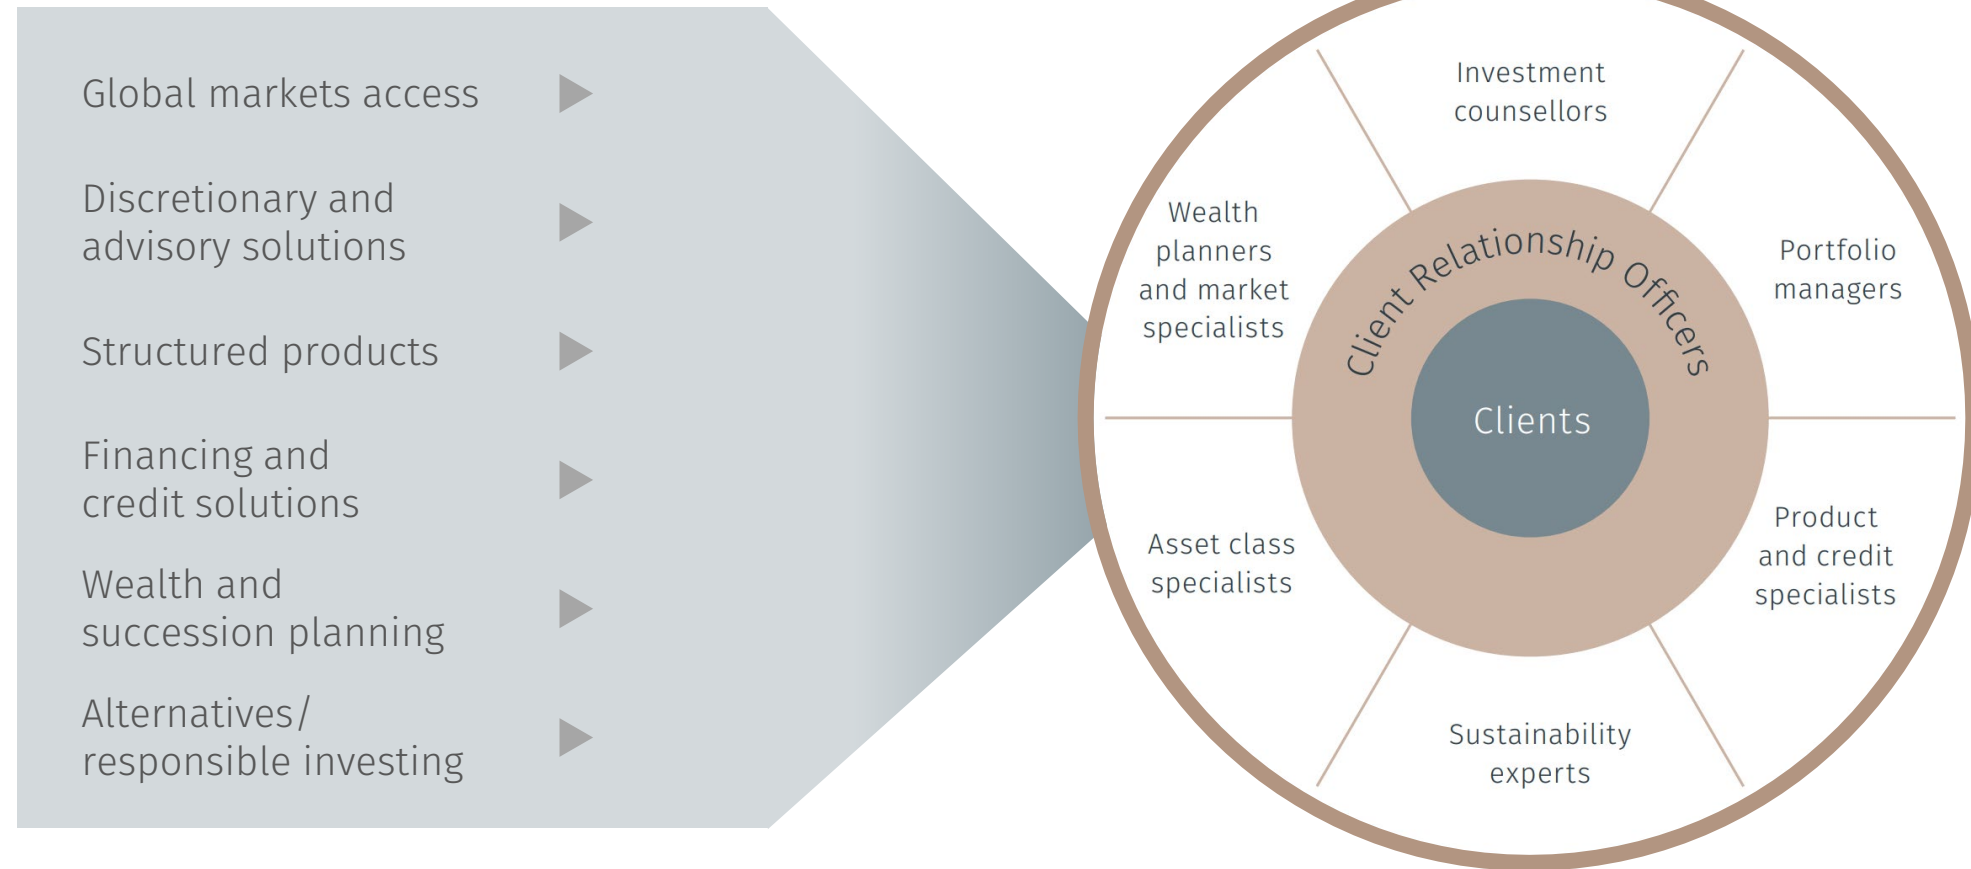 Global markets access
Discretionary and
advisory solutions
Structured products
Financing and
credit solutions
Wealth and
succession planning
Alternatives/
responsible investing
Investment
counsellors
Wealth
planners
and market
specialists
Portfolio
managers
Client Relationship Officers
Clients
Asset class
specialists
Product
and credit
specialists
Sustainability
experts